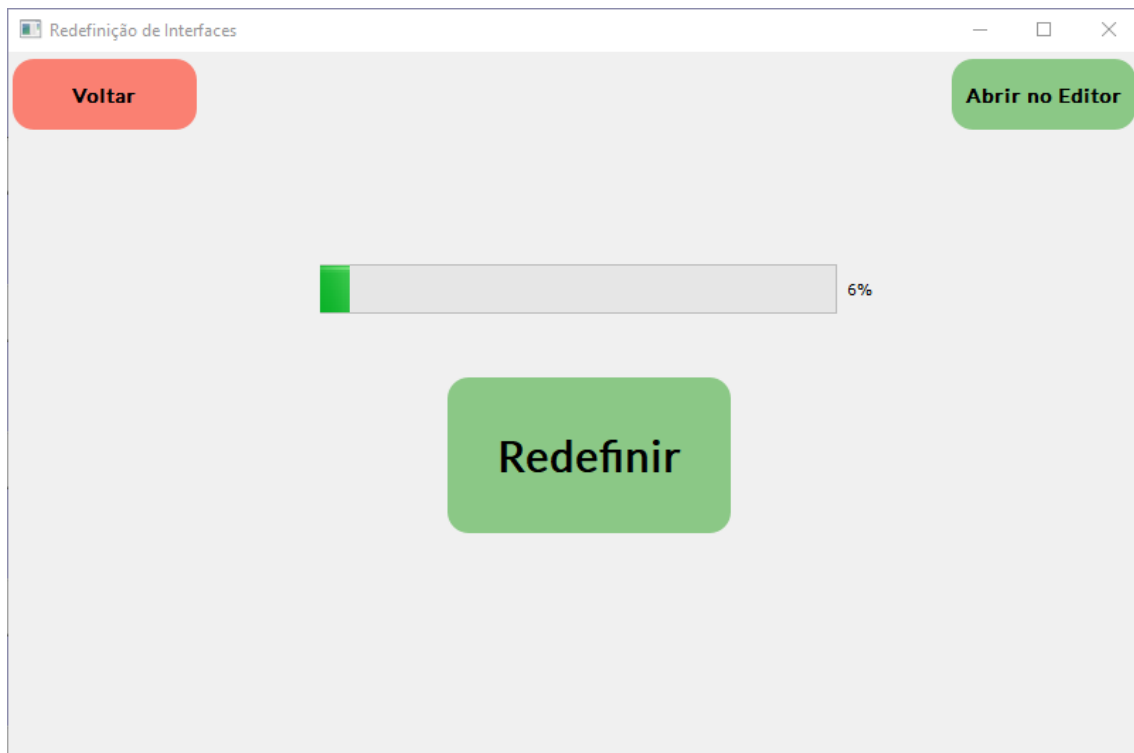 Redefinição de Interfaces
Voltar
Abrir no Editor
6%
Redefinir